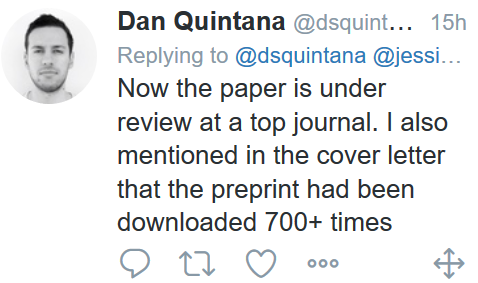 Dan Quintana @dsquint... 15h
Replying to @dsquintana @jessi...
Now the paper is under
review at a top journal. I also
mentioned in the cover letter
that the preprint had been
downloaded 700+ times